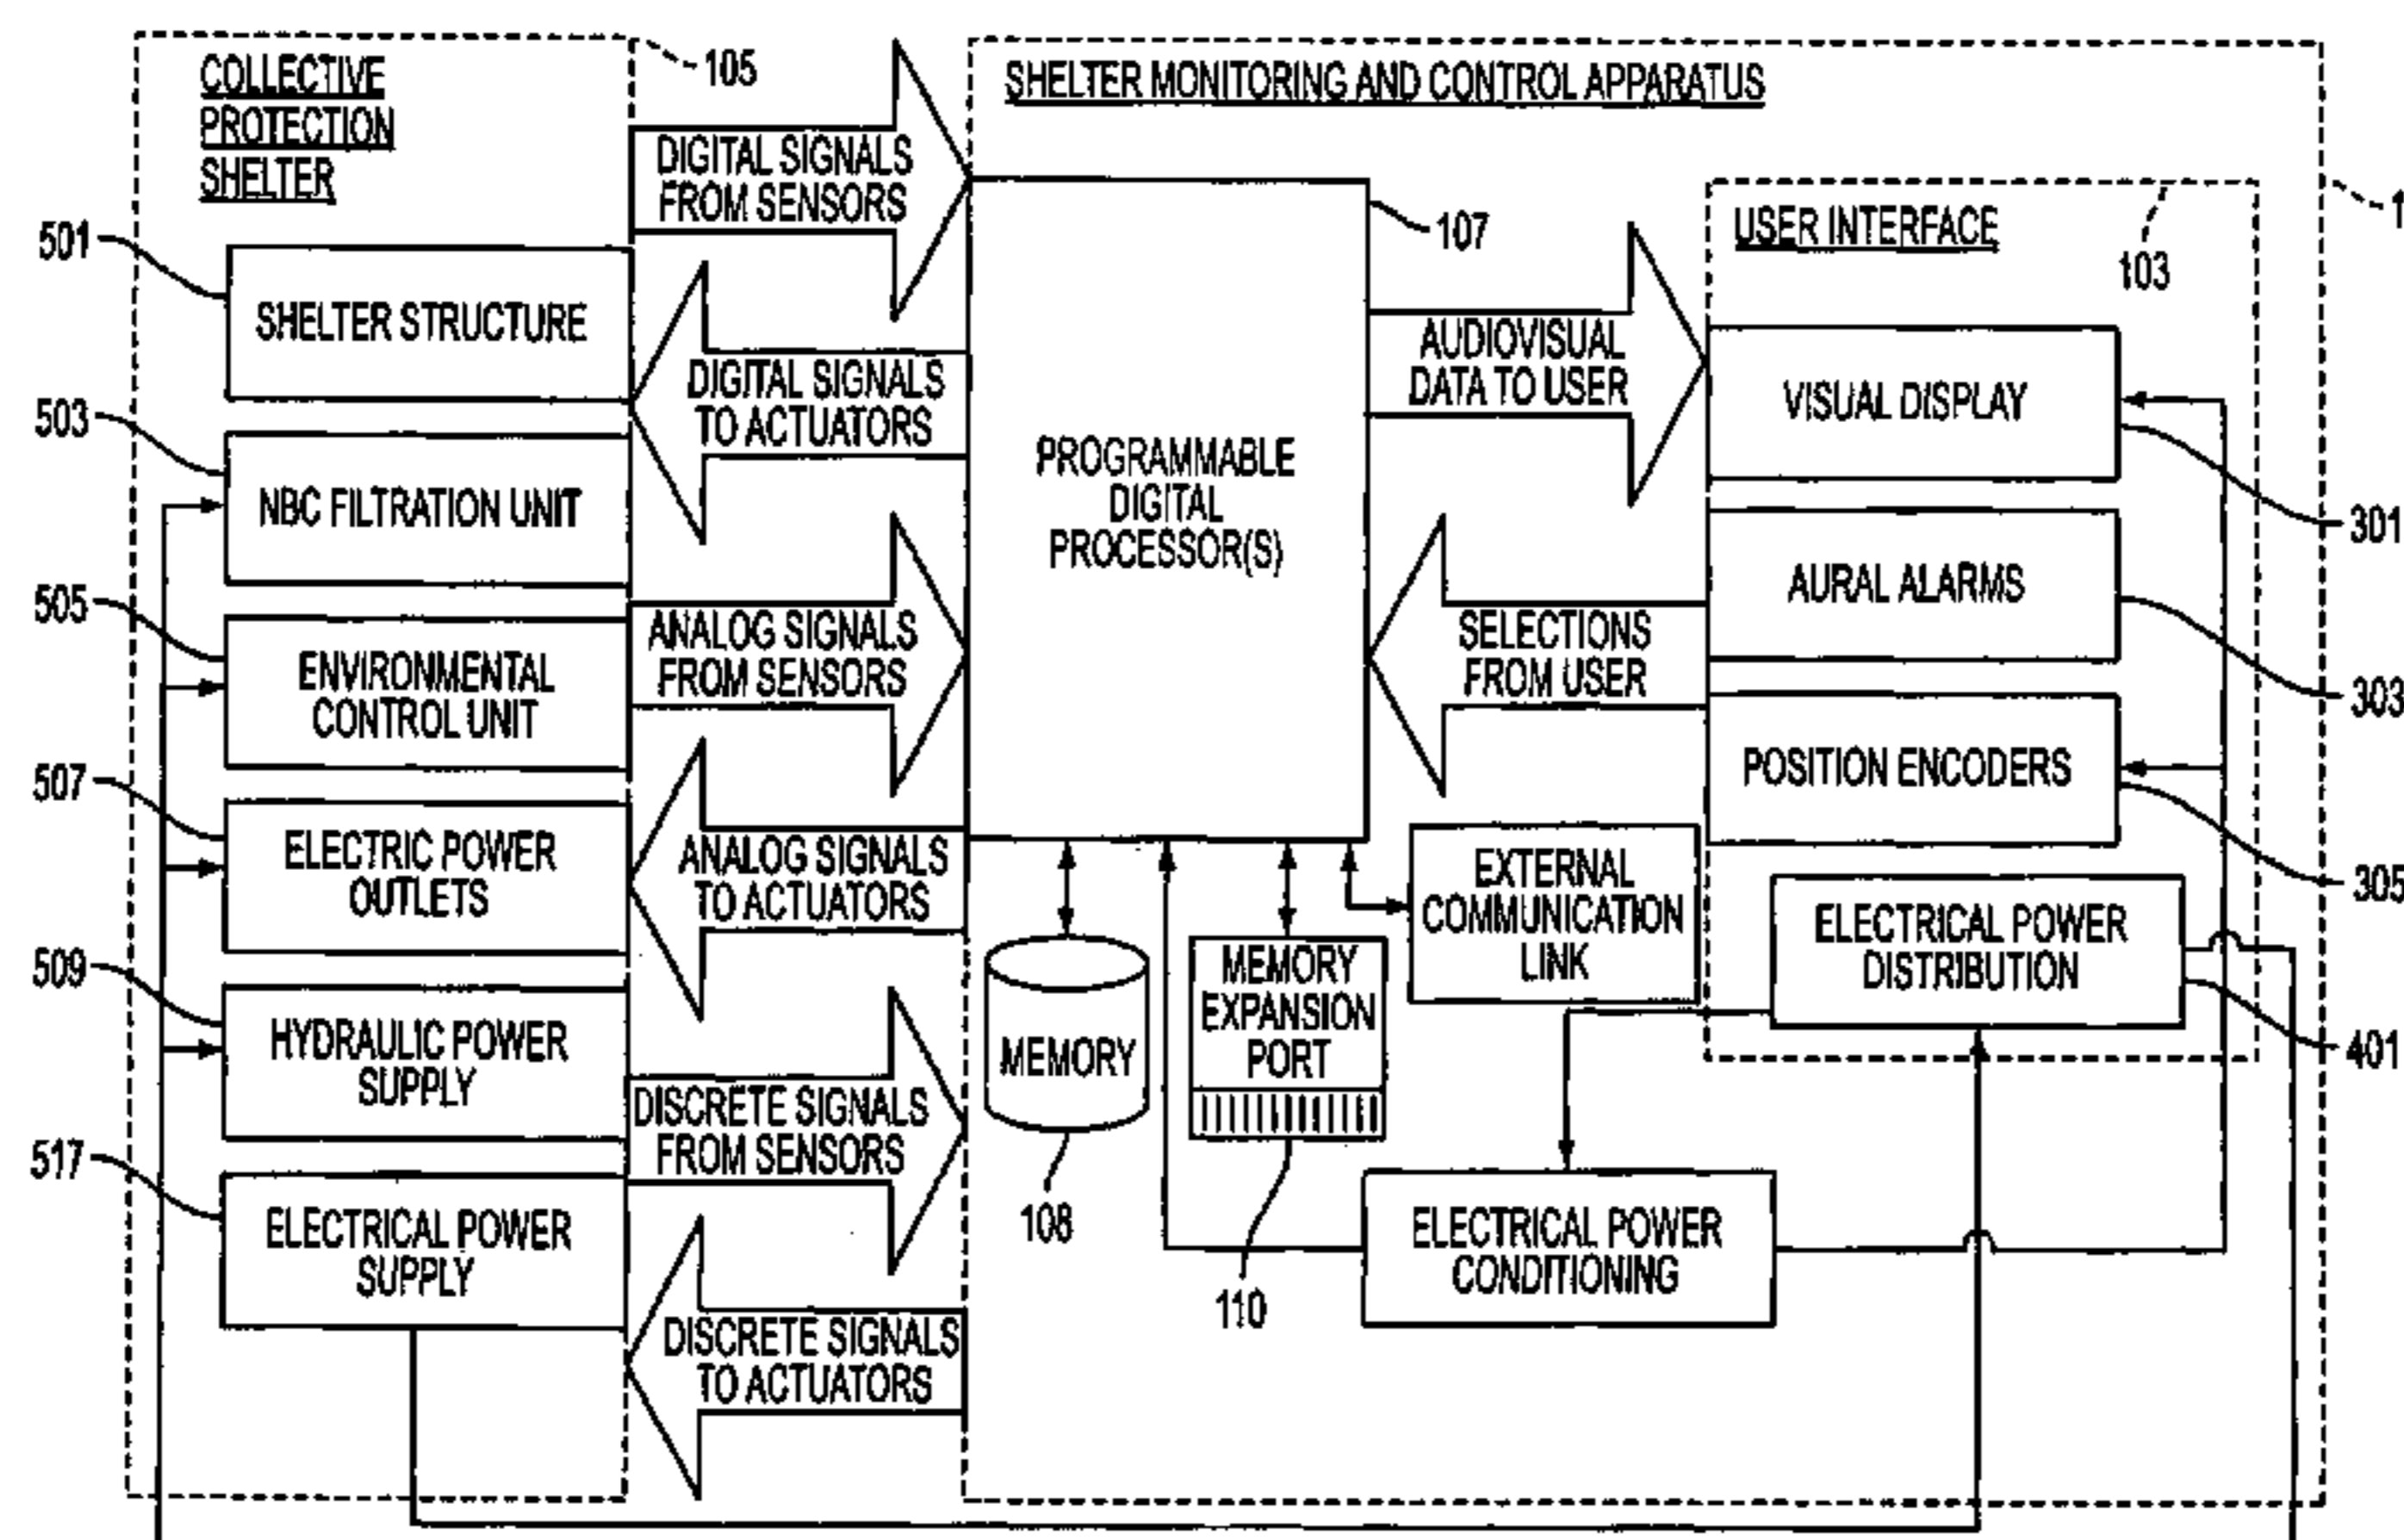 COLLECTIVE
PROTECTION
SHELTER
105
501
SHELTER STRUCTURE
503
NBC FILTRATION UNIT
505
ENVIRONMENTAL
CONTROL UNIT
507
ELECTRIC POWER
OUTLETS
509
HYDRAULIC POWER
SUPPLY
517
ELECTRICAL POWER
SUPPLY
DIGITAL SIGNALS
FROM SENSORS
DIGITAL SIGNALS
TO ACTUATORS
ANALOG SIGNALS
FROM SENSORS
ANALOG SIGNALS
TO ACTUATORS
DISCRETE SIGNALS
FROM SENSORS
DISCRETE SIGNALS
TO ACTUATORS
SHELTER MONITORING AND CONTROL APPARATUS
1
107
PROGRAMMABLE
DIGITAL
PROCESSOR(S)
AUDIOVISUAL
DATA TO USER
SELECTIONS
FROM USER
USER INTERFACE
103
VISUAL DISPLAY
301
AURAL ALARMS
303
POSITION ENCODERS
305
EXTERNAL
COMMUNICATION
LINK
ELECTRICAL POWER
DISTRIBUTION
401
MEMORY
108
MEMORY
EXPANSION
PORT
110
ELECTRICAL POWER
CONDITIONING